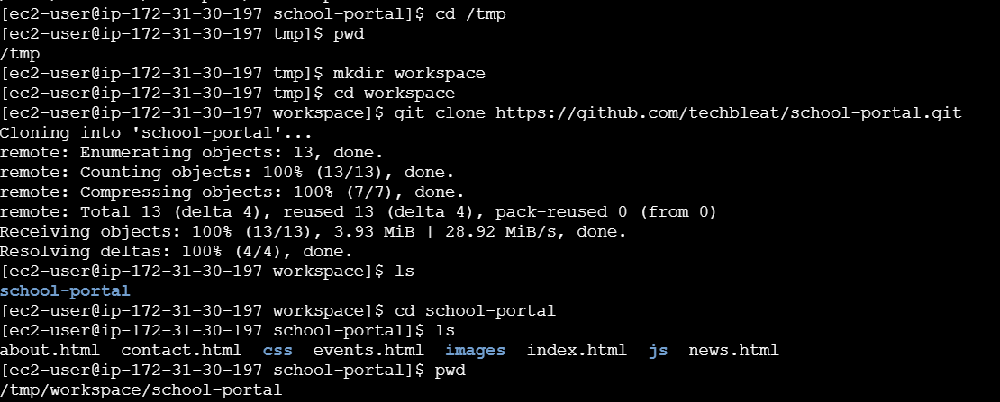 [ec2-user@ip-172-31-30-197 school-portal]$ cd /tmp
[ec2-user@ip-172-31-30-197 tmp]$ pwd
/tmp
[ec2-user@ip-172-31-30-197 tmp]$ mkdir workspace
[ec2-user@ip-172-31-30-197 tmp]$ cd workspace
[ec2-user@ip-172-31-30-197 workspace]$ git clone https://github.com/techbleat/school-portal.git
Cloning into 'school-portal'...
remote: Enumerating objects: 13, done.
remote: Counting objects: 100% (13/13), done.
remote: Compressing objects: 100% (7/7), done.
remote: Total 13 (delta 4), reused 13 (delta 4), pack-reused 0 (from 0)
Receiving objects: 100% (13/13), 3.93 MiB | 28.92 MiB/s, done.
Resolving deltas: 100% (4/4), done.
[ec2-user@ip-172-31-30-197 workspace]$ ls
school-portal
[ec2-user@ip-172-31-30-197 workspace]$ cd school-portal
[ec2-user@ip-172-31-30-197 school-portal]$ ls
about.html  contact.html  css  events.html  images  index.html  js  news.html
[ec2-user@ip-172-31-30-197 school-portal]$ pwd
/tmp/workspace/school-portal